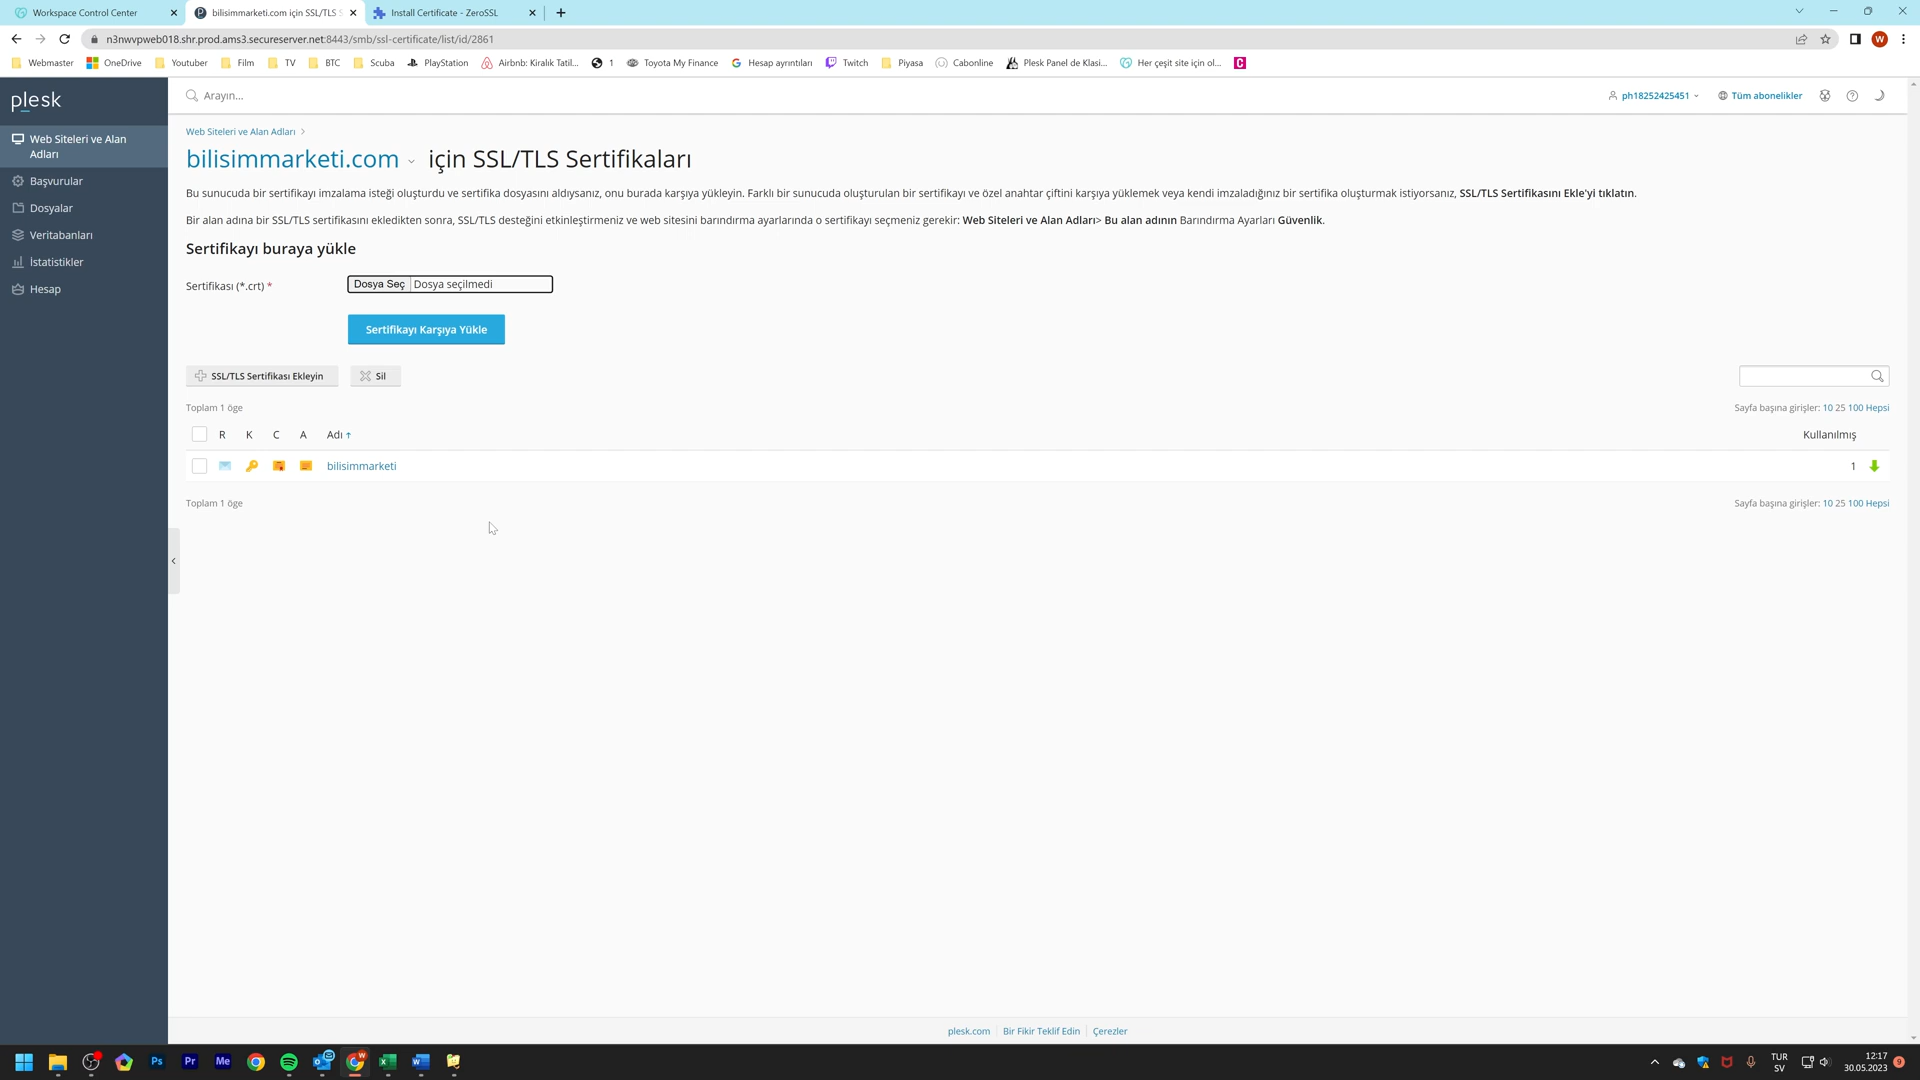 Workspace Control Center
bilisimmarketi.com için SSL/TLS S
Install Certificate - ZeroSSL
n3nwvpweb018.shr.prod.ams3.secureserver.net:8443/smb/ssl-certificate/list/id/2861
W
Webmaster
OneDrive
Youtuber
Film
TV
BTC
Scuba
PlayStation
Airbnb: Kiralık Tatil...
1
Toyota My Finance
Hesap ayrıntıları
Twitch
Piyasa
Cabonline
Plesk Panel de Klasi...
Her çeşit site için ol...
plesk
Arayın...
ph18252425451
Tüm abonelikler
Web Siteleri ve Alan
Adları
Başvurular
Dosyalar
Veritabanları
İstatistikler
Hesap
Web Siteleri ve Alan Adları
bilisimmarketi.com için SSL/TLS Sertifikaları
Bu sunucuda bir sertifikayı imzalama isteği oluşturdu ve sertifika dosyasını aldıysanız, onu burada karşıya yükleyin. Farklı bir sunucuda oluşturulan bir sertifikayı ve özel anahtar çiftini karşıya yüklemek veya kendi imzaladığınız bir sertifika oluşturmak istiyorsanız, SSL/TLS Sertifikasını Ekle'yi tıklatın.
Bir alan adına bir SSL/TLS sertifikasını ekledikten sonra, SSL/TLS desteğini etkinleştirmeniz ve web sitesini barındırma ayarlarında o sertifikayı seçmeniz gerekir: Web Siteleri ve Alan Adları> Bu alan adının Barındırma Ayarları Güvenlik.
Sertifikayı buraya yükle
Sertifikası (*.crt) *
Dosya Seç Dosya seçilmedi
Sertifikayı Karşıya Yükle
SSL/TLS Sertifikası Ekleyin
Sil
Toplam 1 öge
Sayfa başına girişler: 10 25 100 Hepsi
R K C A Adı ↑
Kullanılmış
bilisimmarketi
1
Toplam 1 öge
Sayfa başına girişler: 10 25 100 Hepsi
plesk.com
Bir Fikir Teklif Edin
Çerezler
Ps
Pr
Me
TUR
SV
12:17
30.05.2023
9